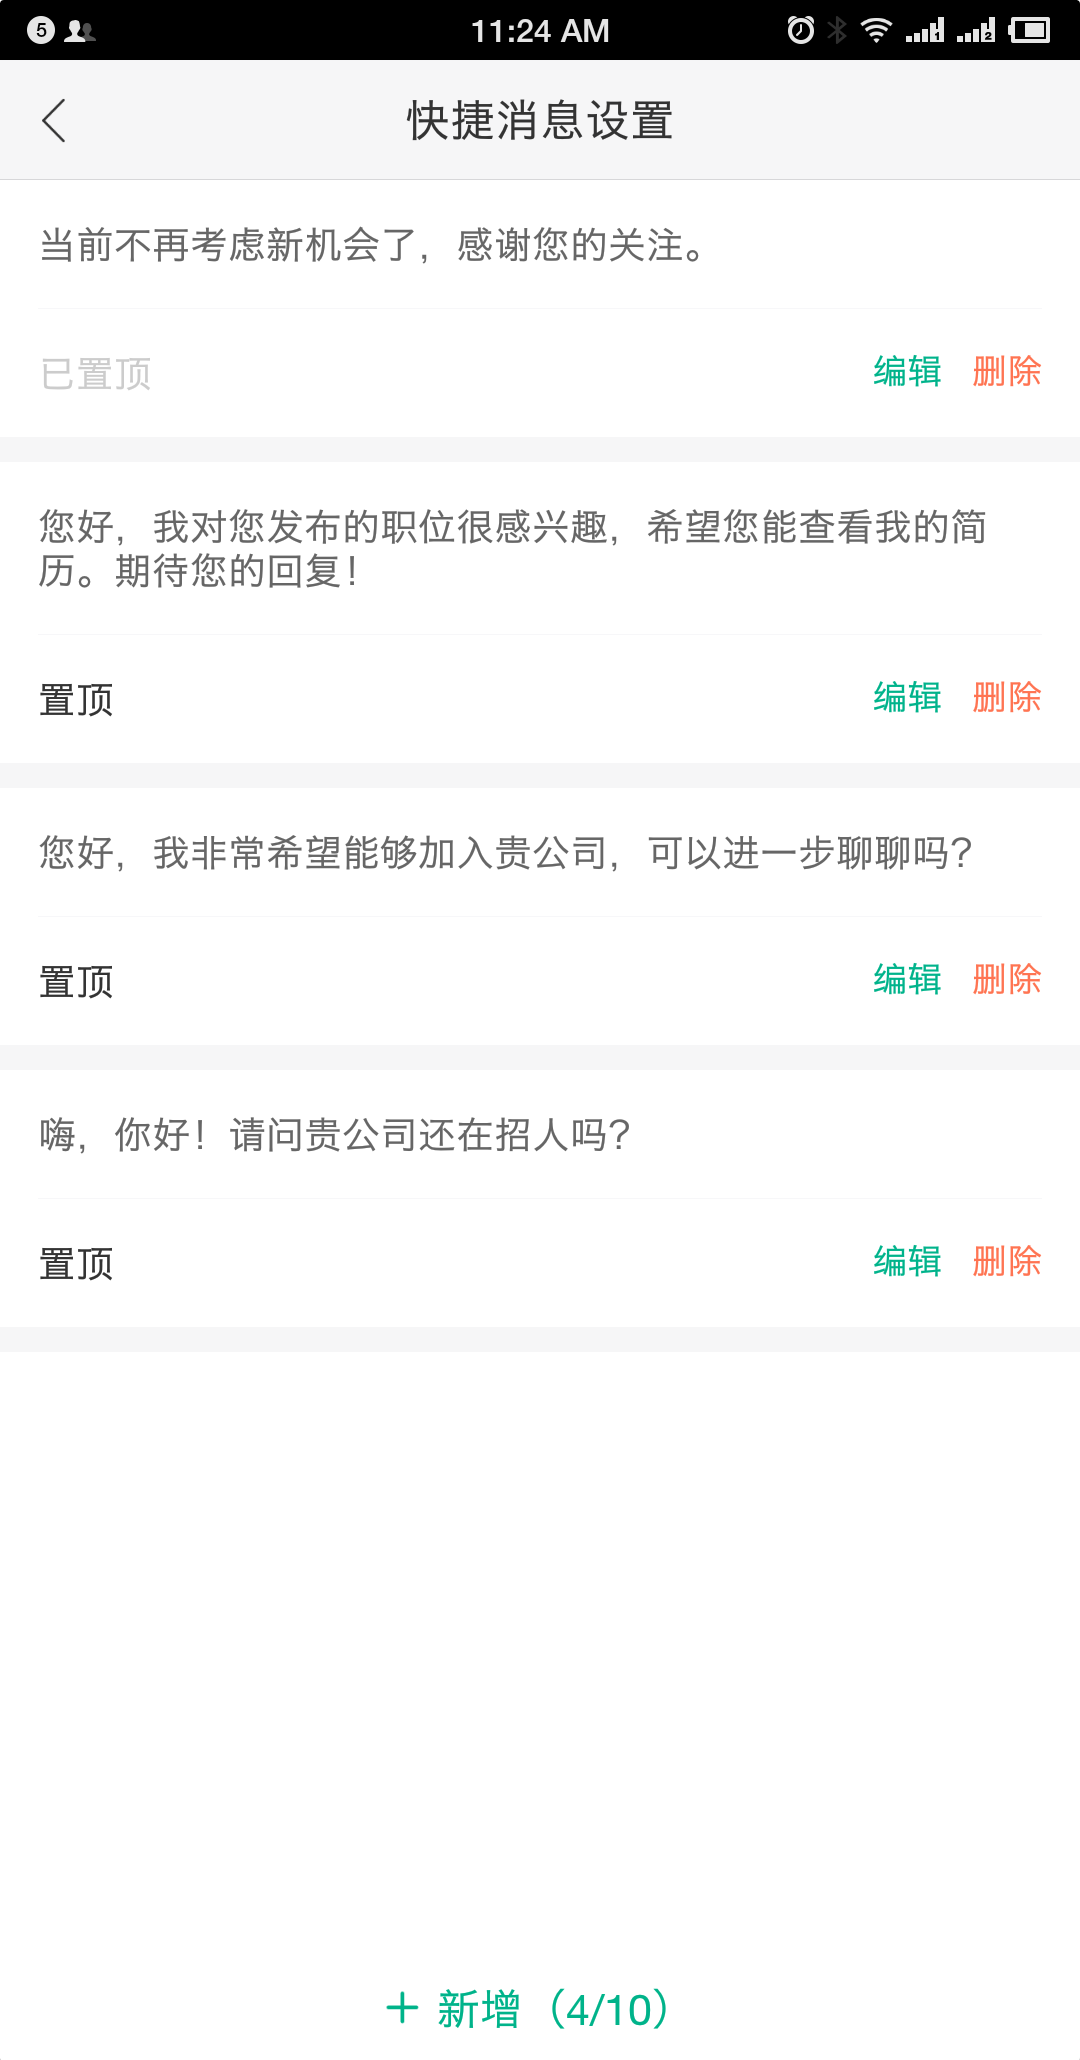 5
11:24 AM
1
2
快捷消息设置
当前不再考虑新机会了，感谢您的关注。
已置顶
编辑 删除
您好，我对您发布的职位很感兴趣，希望您能查看我的简
历。期待您的回复！
置顶
编辑 删除
您好，我非常希望能够加入贵公司，可以进一步聊聊吗？
置顶
编辑 删除
嗨，你好！请问贵公司还在招人吗？
置顶
编辑 删除
+ 新增（4/10）